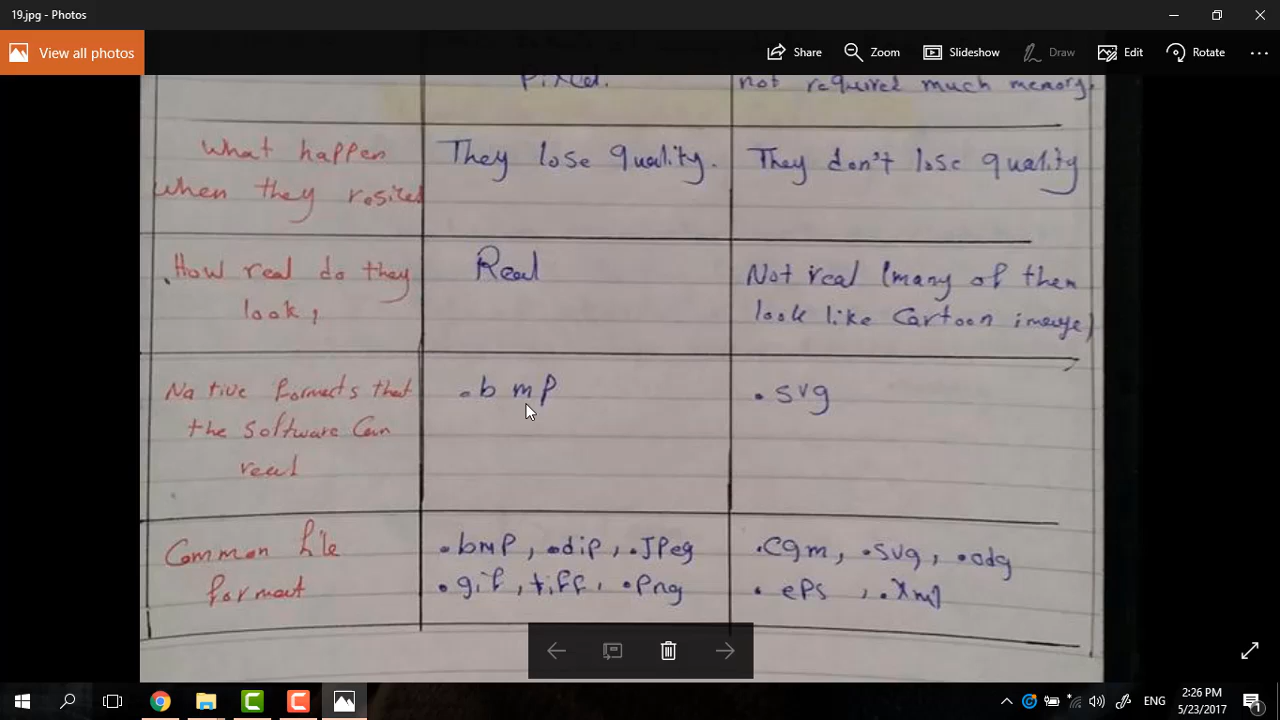 19.jpg - Photos
View all photos
Share
Zoom
Slideshow
Draw
Edit
Rotate
Pixel.
not required much memory
What happen
when they rosized
They lose quality.
They don't lose quality
How real do they
look,
Real
Not real (many of them
look like Cartoon image)
Native formats that
the software Can
read
.bmp
.svg
Common file
format
.bmp, .dip, .Jpeg
.gif, tiff, .png
.cgm, .svg, .odg
.eps, .xml
ENG
2:26 PM
5/23/2017
1